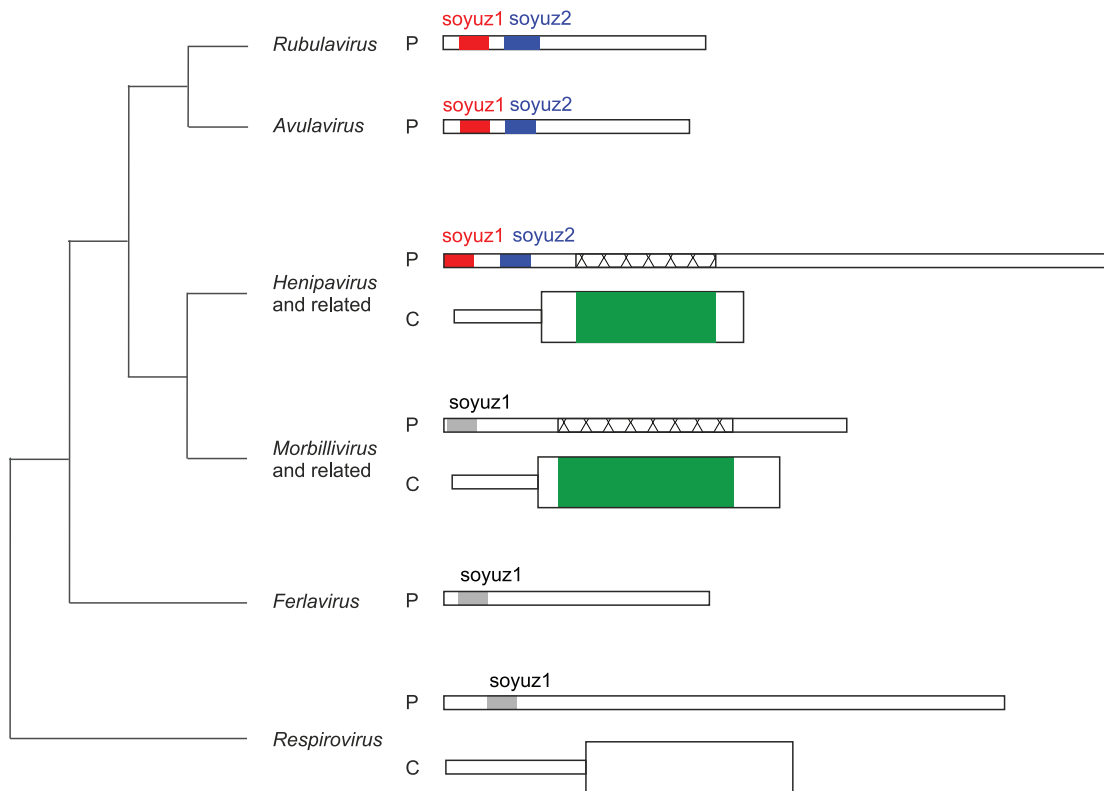 soyuz1 soyuz2
Rubulavirus P
soyuz1 soyuz2
Avulavirus P
soyuz1 soyuz2
P
Henipavirus
and related
C
soyuz1
P
Morbillivirus
and related
C
soyuz1
Ferlavirus P
soyuz1
P
Respirovirus
C